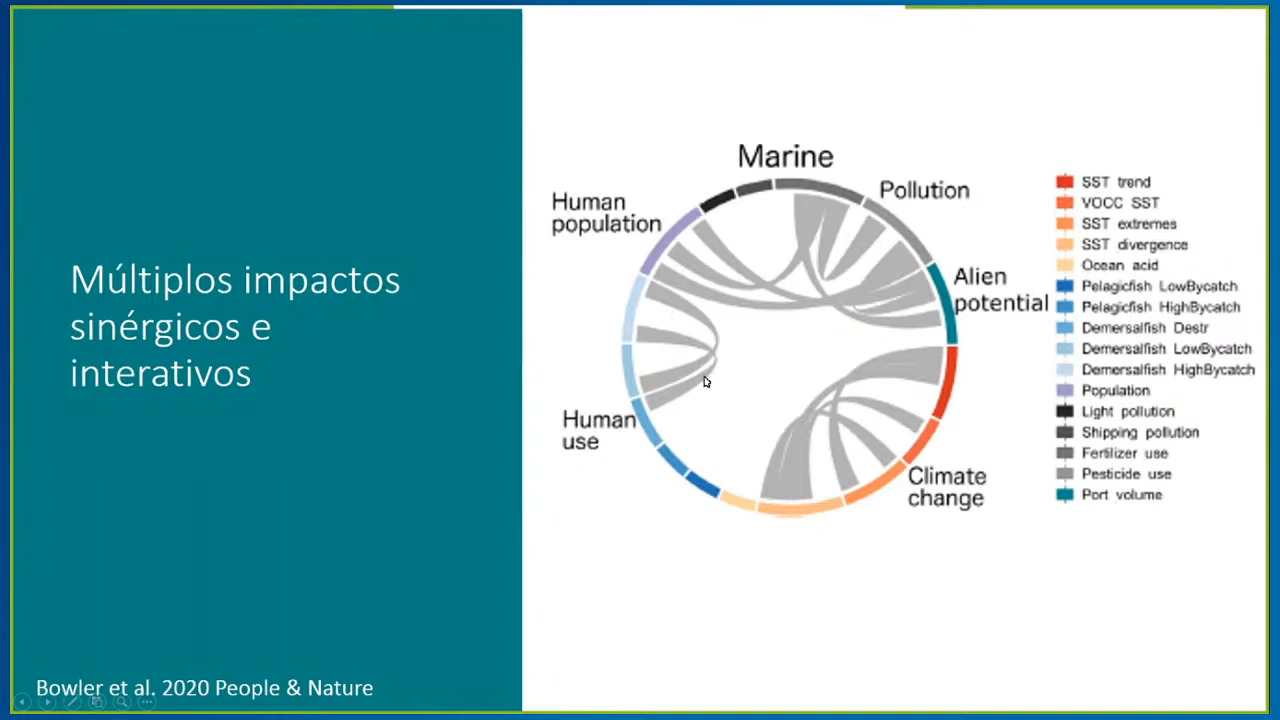 Múltiplos impactos
sinérgicos e
interativos
Bowler et al. 2020 People & Nature
Marine
Human
population
Pollution
Alien
potential
Human
use
Climate
change
SST trend
VOCC SST
SST extremes
SST divergence
Ocean acid
Pelagicfish LowBycatch
Pelagicfish HighBycatch
Demersalfish Destr
Demersalfish LowBycatch
Demersalfish HighBycatch
Population
Light pollution
Shipping pollution
Fertilizer use
Pesticide use
Port volume